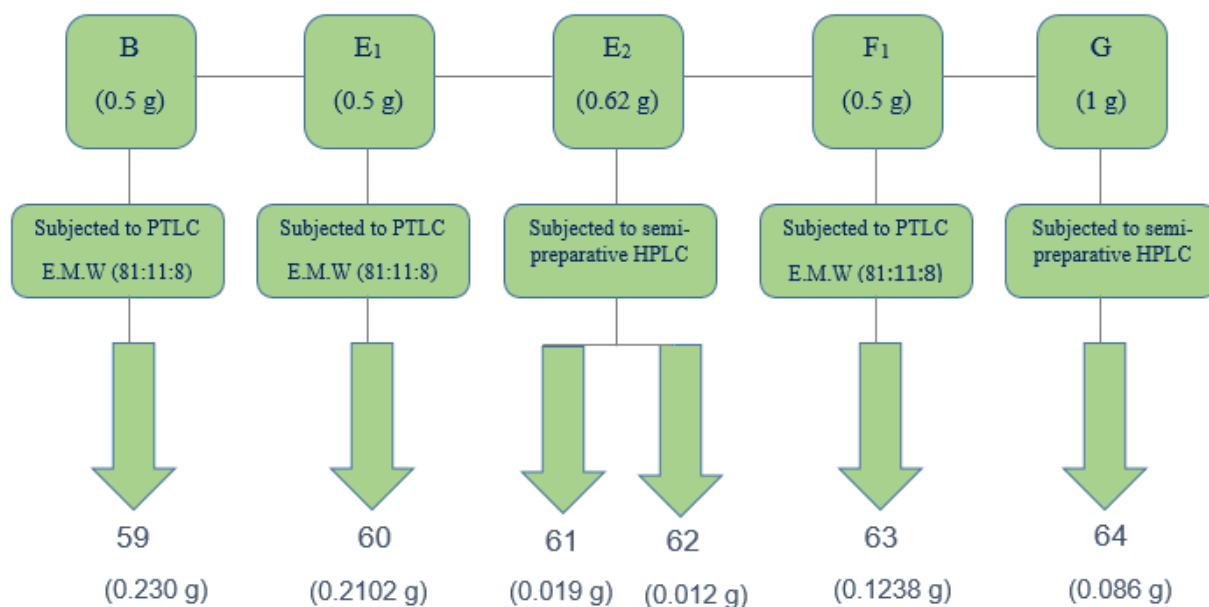 B
(0.5 g)
E₁
(0.5 g)
E₂
(0.62 g)
F₁
(0.5 g)
G
(1 g)
Subjected to PTLC
E.M.W (81:11:8)
Subjected to PTLC
E.M.W (81:11:8)
Subjected to semi-
preparative HPLC
Subjected to PTLC
E.M.W (81:11:8)
Subjected to semi-
preparative HPLC
59
(0.230 g)
60
(0.2102 g)
61
(0.019 g)
62
(0.012 g)
63
(0.1238 g)
64
(0.086 g)